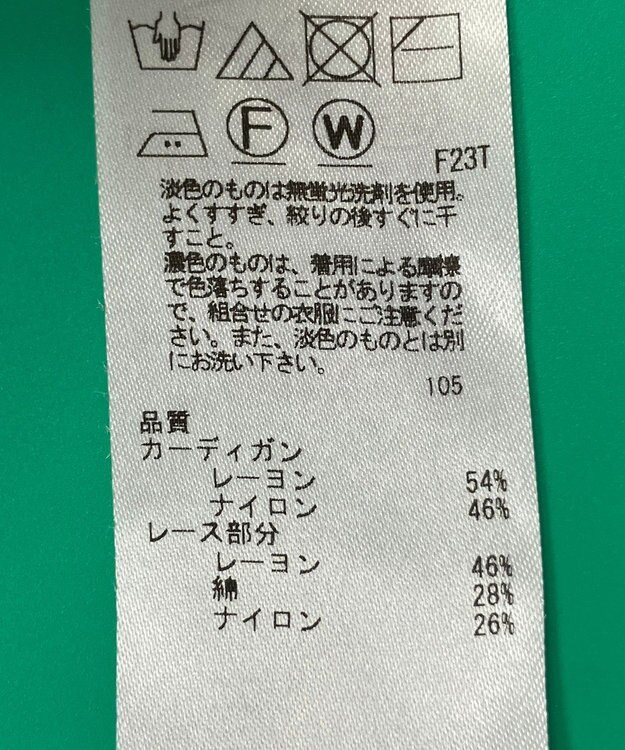 F W
F23T
淡色のものは無蛍光洗剤を使用。
よくすすぎ、絞りの後すぐに干
すこと。
濃色のものは、着用による摩擦
で色落ちすることがありますの
で、組合せの衣服にご注意くだ
さい。また、淡色のものとは別
にお洗い下さい。
105
品質
カーディガン
レーヨン 54%
ナイロン 46%
レース部分
レーヨン 46%
綿 28%
ナイロン 26%